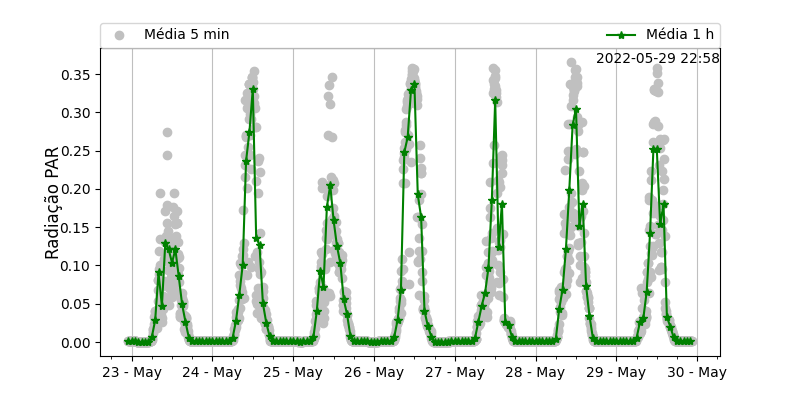 Média 5 min
Média 1 h
2022-05-29 22:58
0.35
0.30
0.25
0.20
0.15
0.10
0.05
0.00
Radiação PAR
23 - May
24 - May
25 - May
26 - May
27 - May
28 - May
29 - May
30 - May